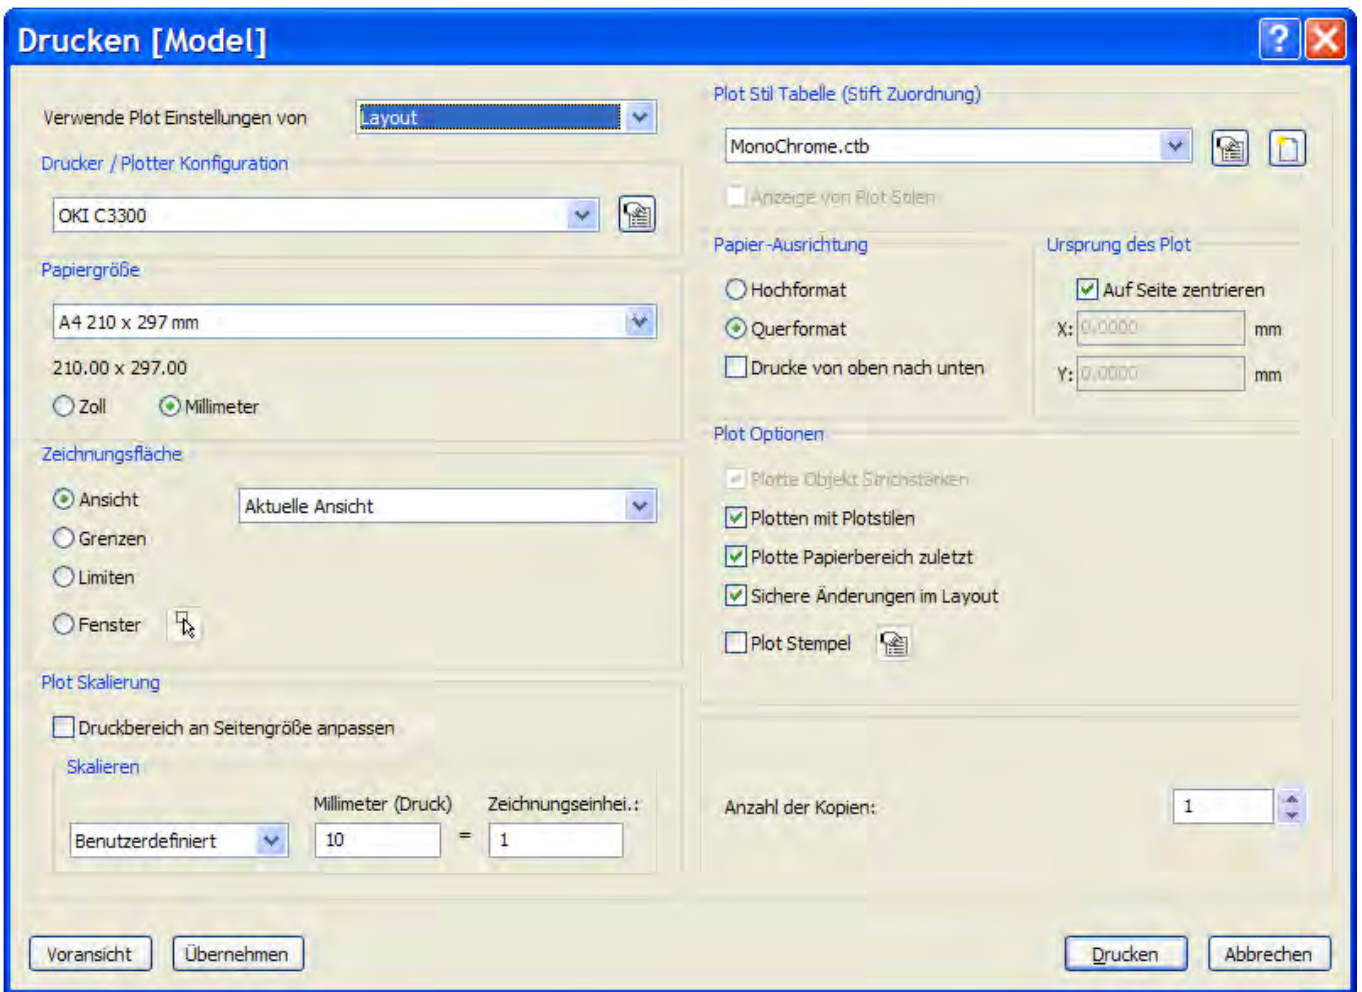 Drucken [Model]
Verwende Plot Einstellungen von
Layout
Drucker / Plotter Konfiguration
OKI C3300
Papiergröße
A4 210 x 297 mm
210.00 x 297.00
Zoll Millimeter
Zeichnungsfläche
Ansicht
Aktuelle Ansicht
Grenzen
Limiten
Fenster
Plot Skalierung
Druckbereich an Seitengröße anpassen
Skalieren
Millimeter (Druck) Zeichnungseinhei.:
Benutzerdefiniert 10 = 1
Plot Stil Tabelle (Stift Zuordnung)
MonoChrome.ctb
Anzeige von Plot Stilen
Papier-Ausrichtung
Hochformat
Querformat
Drucke von oben nach unten
Ursprung des Plot
Auf Seite zentrieren
X: 0.0000 mm
Y: 0.0000 mm
Plot Optionen
Plotte Objekt Strichstärken
Plotten mit Plotstilen
Plotte Papierbereich zuletzt
Sichere Änderungen im Layout
Plot Stempel
Anzahl der Kopien: 1
Voransicht Übernehmen Drucken Abbrechen